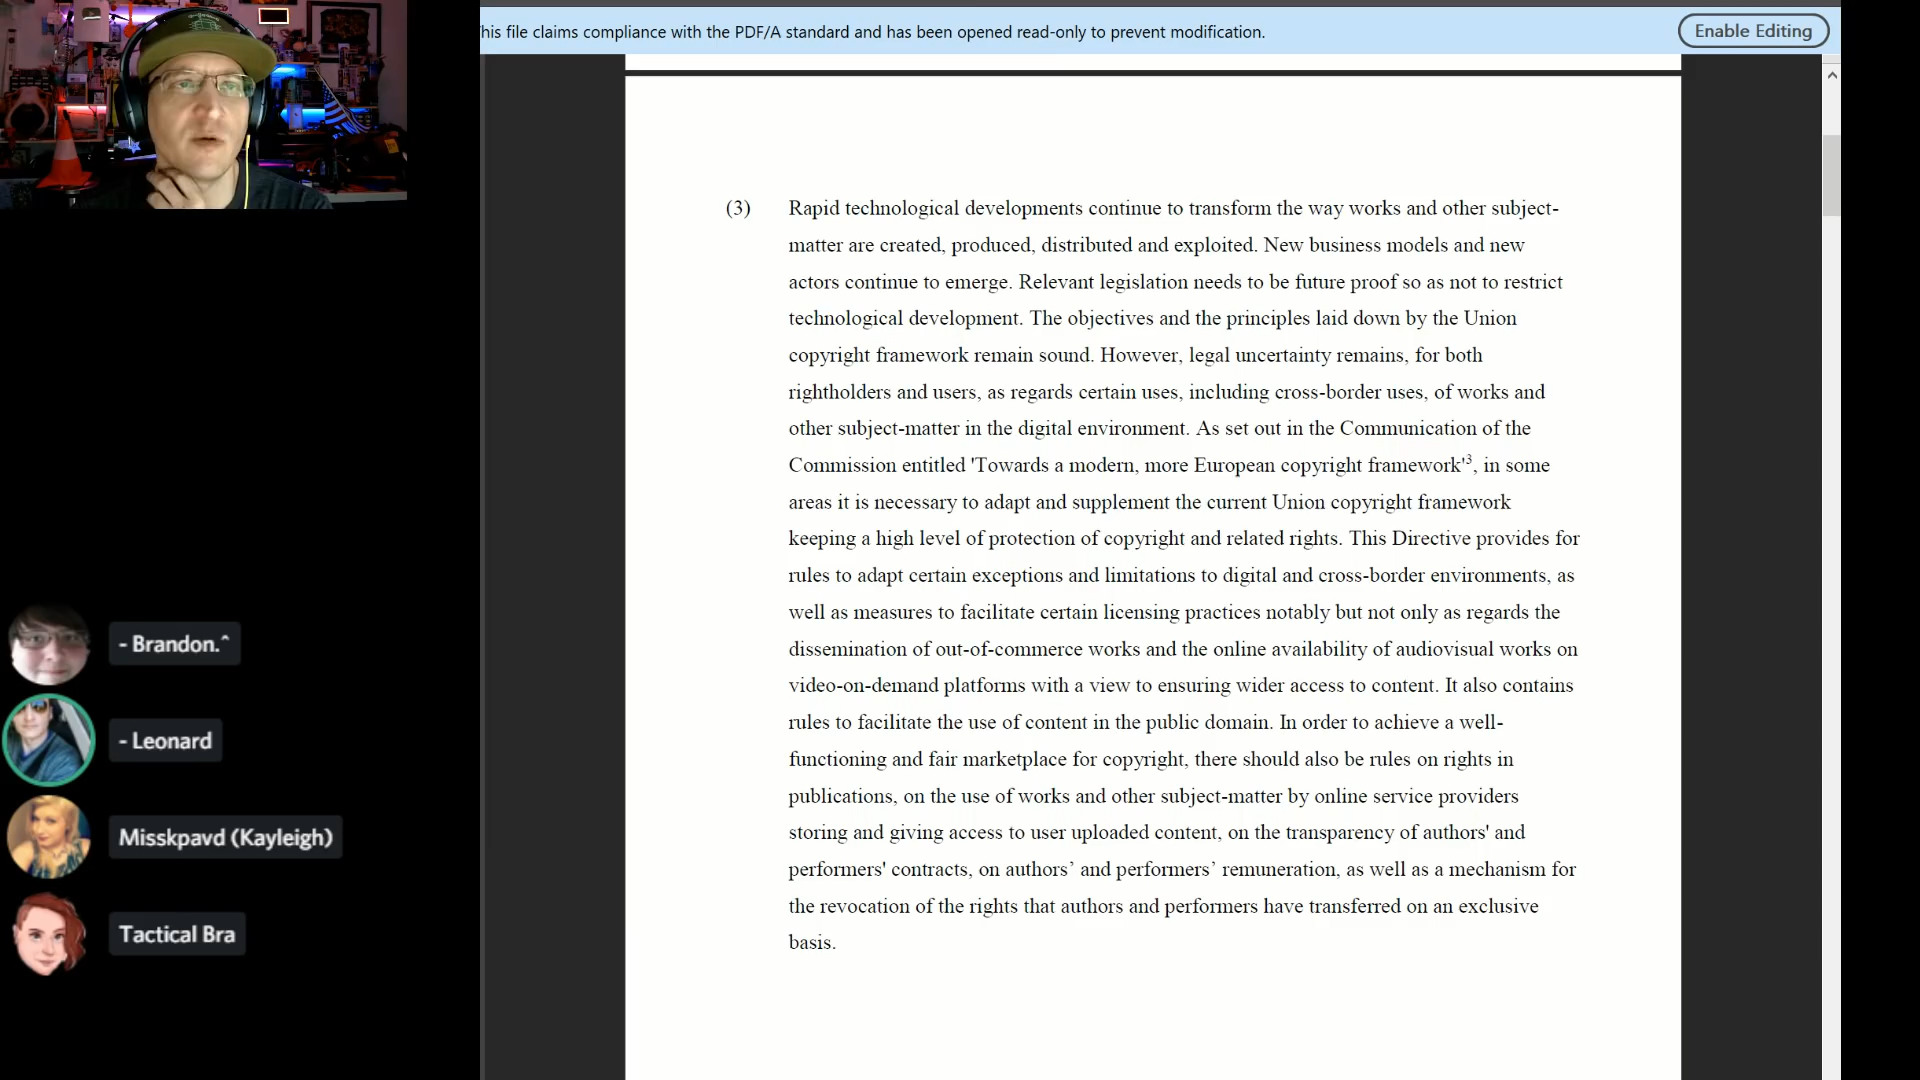 his file claims compliance with the PDF/A standard and has been opened read-only to prevent modification.
Enable Editing
(3) Rapid technological developments continue to transform the way works and other subject-
matter are created, produced, distributed and exploited. New business models and new
actors continue to emerge. Relevant legislation needs to be future proof so as not to restrict
technological development. The objectives and the principles laid down by the Union
copyright framework remain sound. However, legal uncertainty remains, for both
rightholders and users, as regards certain uses, including cross-border uses, of works and
other subject-matter in the digital environment. As set out in the Communication of the
Commission entitled 'Towards a modern, more European copyright framework'³, in some
areas it is necessary to adapt and supplement the current Union copyright framework
keeping a high level of protection of copyright and related rights. This Directive provides for
rules to adapt certain exceptions and limitations to digital and cross-border environments, as
well as measures to facilitate certain licensing practices notably but not only as regards the
dissemination of out-of-commerce works and the online availability of audiovisual works on
video-on-demand platforms with a view to ensuring wider access to content. It also contains
rules to facilitate the use of content in the public domain. In order to achieve a well-
functioning and fair marketplace for copyright, there should also be rules on rights in
publications, on the use of works and other subject-matter by online service providers
storing and giving access to user uploaded content, on the transparency of authors' and
performers' contracts, on authors’ and performers’ remuneration, as well as a mechanism for
the revocation of the rights that authors and performers have transferred on an exclusive
basis.
- Brandon.^
- Leonard
Misskpavd (Kayleigh)
Tactical Bra